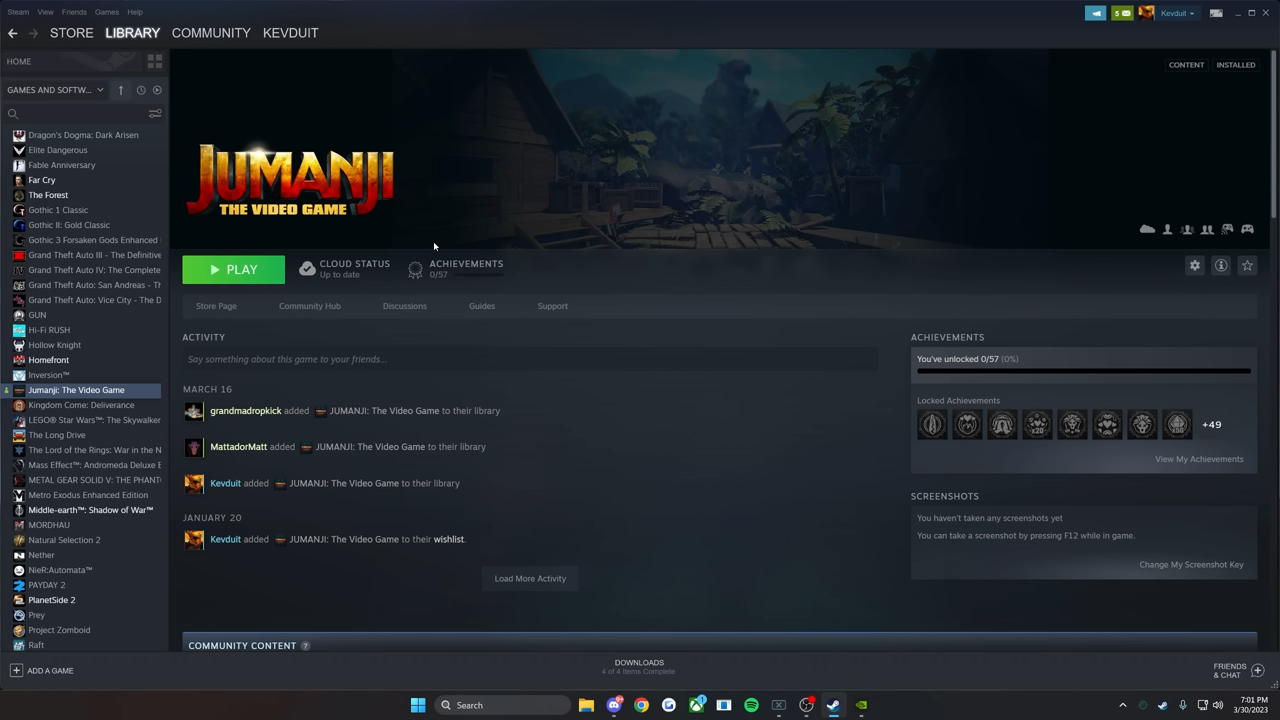 Steam View Friends Games Help
5 Kevduit
STORE LIBRARY COMMUNITY KEVDUIT
HOME
GAMES AND SOFTW...
CONTENT INSTALLED
JUMANJI
THE VIDEO GAME
PLAY
CLOUD STATUS
Up to date
ACHIEVEMENTS
0/57
Store Page Community Hub Discussions Guides Support
Dragon's Dogma: Dark Arisen
Elite Dangerous
Fable Anniversary
Far Cry
The Forest
Gothic 1 Classic
Gothic II: Gold Classic
Gothic 3 Forsaken Gods Enhanced
Grand Theft Auto III - The Definitive
Grand Theft Auto IV: The Complete
Grand Theft Auto: San Andreas - Th
Grand Theft Auto: Vice City - The D
GUN
Hi-Fi RUSH
Hollow Knight
Homefront
Inversion™
Jumanji: The Video Game
Kingdom Come: Deliverance
LEGO® Star Wars™: The Skywalker
The Long Drive
The Lord of the Rings: War in the N
Mass Effect™: Andromeda Deluxe E
METAL GEAR SOLID V: THE PHANT
Metro Exodus Enhanced Edition
Middle-earth™: Shadow of War™
MORDHAU
Natural Selection 2
Nether
NieR:Automata™
PAYDAY 2
PlanetSide 2
Prey
Project Zomboid
Raft
ACTIVITY
Say something about this game to your friends...
MARCH 16
grandmadropkick added JUMANJI: The Video Game to their library
MattadorMatt added JUMANJI: The Video Game to their library
Kevduit added JUMANJI: The Video Game to their library
JANUARY 20
Kevduit added JUMANJI: The Video Game to their wishlist.
Load More Activity
COMMUNITY CONTENT ?
ACHIEVEMENTS
You've unlocked 0/57 (0%)
Locked Achievements
x20
+49
View My Achievements
SCREENSHOTS
You haven't taken any screenshots yet
You can take a screenshot by pressing F12 while in game.
Change My Screenshot Key
ADD A GAME
DOWNLOADS
4 of 4 Items Complete
FRIENDS
& CHAT
Search
9+
1
7:01 PM
3/30/2023